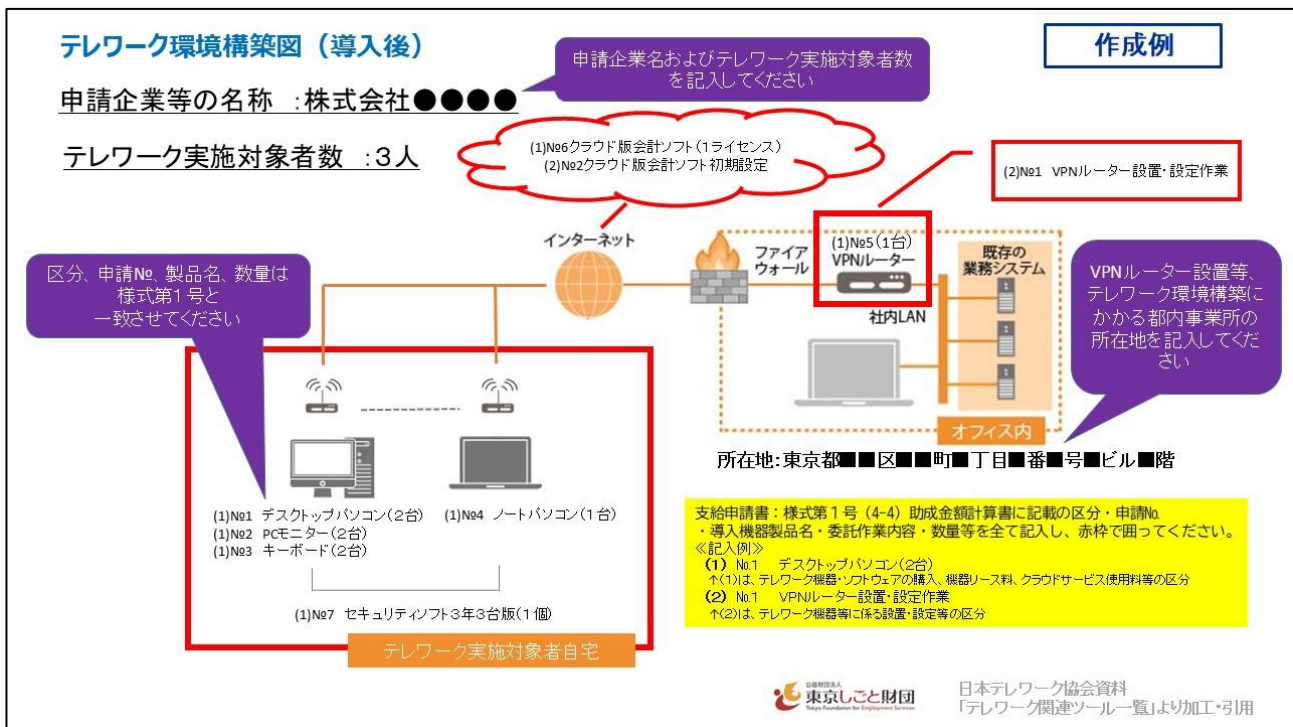 テレワーク環境構築図（導入後）
作成例
申請企業名およびテレワーク実施対象者数
を記入してください
申請企業等の名称　：株式会社●●●●
テレワーク実施対象者数　：３人
(1)№6クラウド版会計ソフト(1ライセンス)
(2)№2クラウド版会計ソフト初期設定
(2)№1　VPNルーター設置・設定作業
インターネット
ファイア
ウォール
(1)№5(1台)
VPNルーター
既存の
業務システム
社内LAN
オフィス内
区分、申請№、製品名、数量は
様式第１号と
一致させてください
VPNルーター設置等、
テレワーク環境構築に
かかる都内事業所の
所在地を記入してくだ
さい
所在地：東京都■■区■■町■丁目■番■号■ビル■階
(1)№1　デスクトップパソコン(2台)
(1)№2　PCモニター(2台)
(1)№3　キーボード(2台)
(1)№4　ノートパソコン(1台)
(1)№7　セキュリティソフト3年3台版(1個)
テレワーク実施対象者自宅
支給申請書：様式第１号（4-4）助成金額計算書に記載の区分・申請№
・導入機器製品名・委託作業内容・数量等を全て記入し、赤枠で囲ってください。
≪記入例≫
（1）　№1　デスクトップパソコン(2台)
↑(1)は、テレワーク機器・ソフトウェアの購入、機器リース料、クラウドサービス使用料等の区分
（2）　№1　VPNルーター設置・設定作業
↑(2)は、テレワーク機器等に係る設置・設定等の区分
公益財団法人
東京しごと財団
Tokyo Foundation for Employment Services
日本テレワーク協会資料
「テレワーク関連ツール一覧」より加工・引用